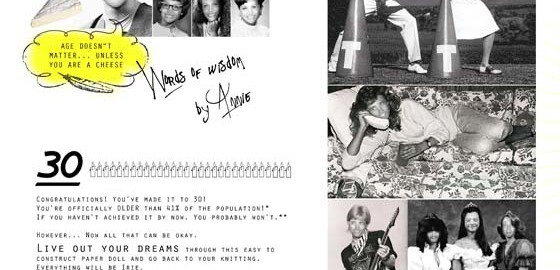 AGE DOESN'T
MATTER... UNLESS
YOU ARE A CHEESE
WORDS OF WISDOM
by ANNE
30
CONGRATULATIONS! YOU'VE MADE IT TO 30!
YOU'RE OFFICIALLY OLDER THAN 41% OF THE POPULATION!*
IF YOU HAVEN'T ACHIEVED IT BY NOW. YOU PROBABLY WON'T.**
HOWEVER... NOW ALL THAT CAN BE OKAY.
LIVE OUT YOUR DREAMS THROUGH THIS EASY TO
CONSTRUCT PAPER DOLL AND GO BACK TO YOUR KNITTING.
EVERYTHING WILL BE IRIE.
T
T